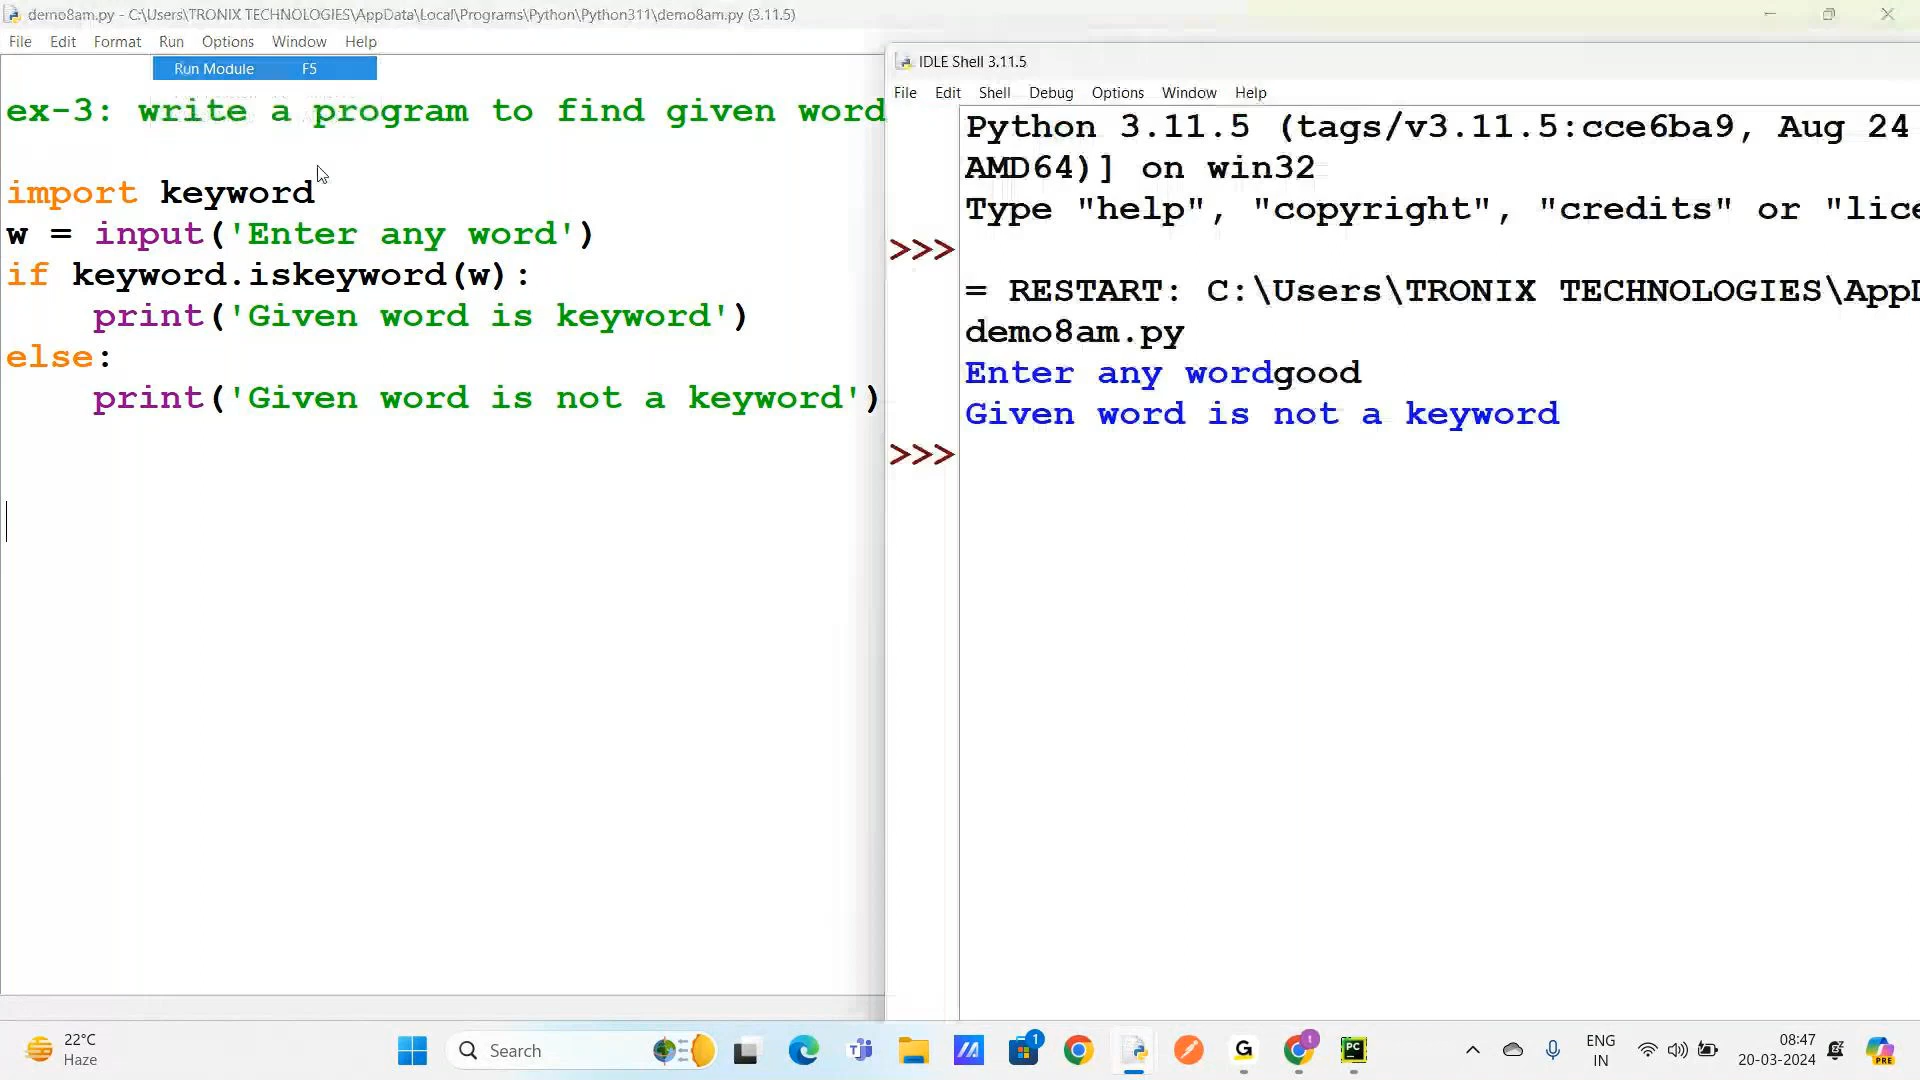 demo8am.py - C:\Users\TRONIX TECHNOLOGIES\AppData\Local\Programs\Python\Python311\demo8am.py (3.11.5)
File Edit Format Run Options Window Help
Run Module F5
ex-3: write a program to find given word
import keyword
w = input('Enter any word')
if keyword.iskeyword(w):
    print('Given word is keyword')
else:
    print('Given word is not a keyword')
IDLE Shell 3.11.5
File Edit Shell Debug Options Window Help
Python 3.11.5 (tags/v3.11.5:cce6ba9, Aug 24
AMD64)] on win32
Type "help", "copyright", "credits" or "lice
>>>
= RESTART: C:\Users\TRONIX TECHNOLOGIES\AppD
demo8am.py
Enter any wordgood
Given word is not a keyword
>>>
22°C
Haze
Search
1
t
PC
ENG
IN
08:47
20-03-2024
PRE